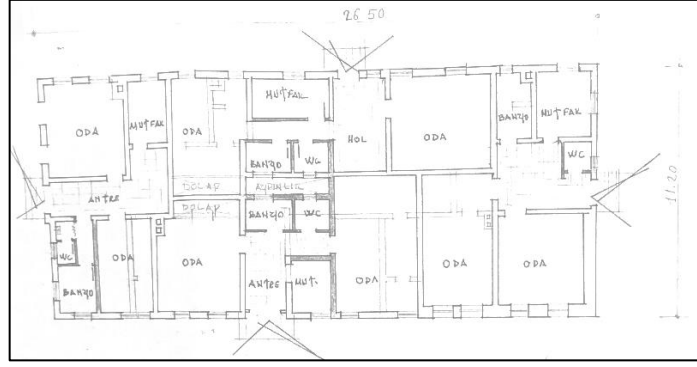 26.50
MUTFAK
ODA
MUTFAK
ODA
HOL
ODA
BANYO
MUTFAK
BANYO
WC
WC
DOLAP
AYDINLIK
ANTRE
DOLAP
BANYO
WC
11.20
WC
ODA
ODA
ODA
ODA
ODA
BANYO
ANTRE
MUT.